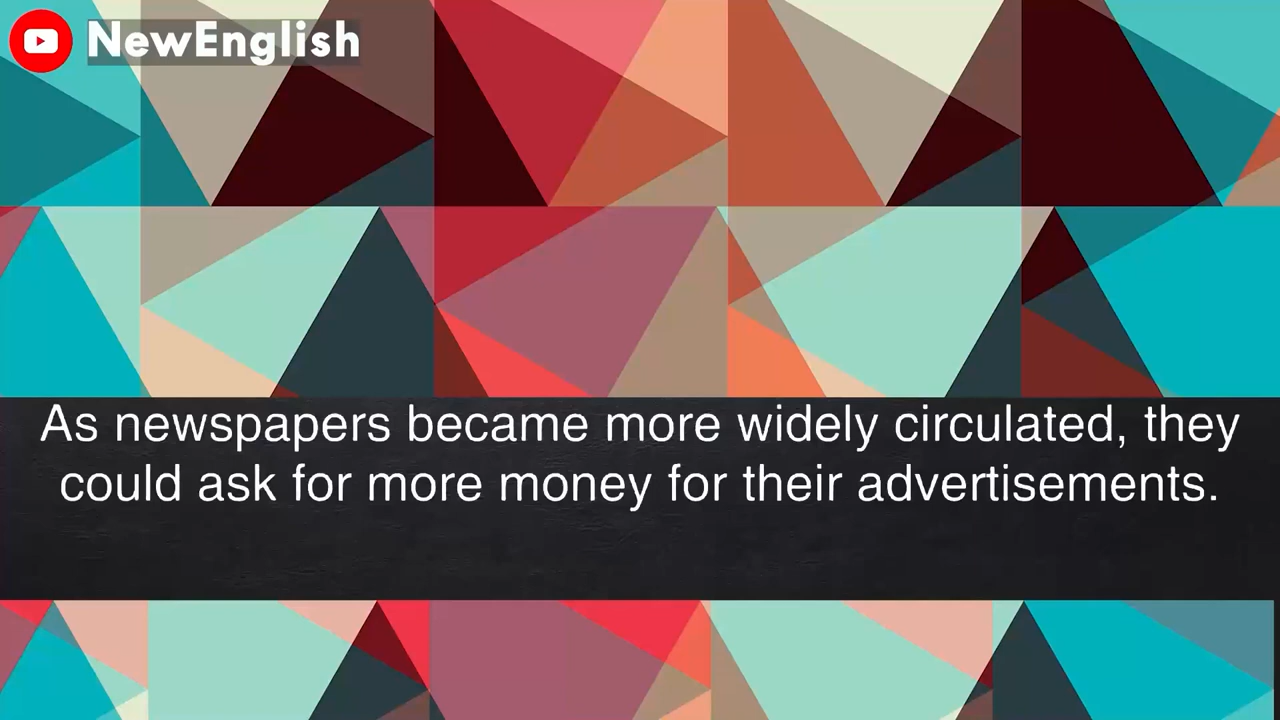 NewEnglish
As newspapers became more widely circulated, they
could ask for more money for their advertisements.